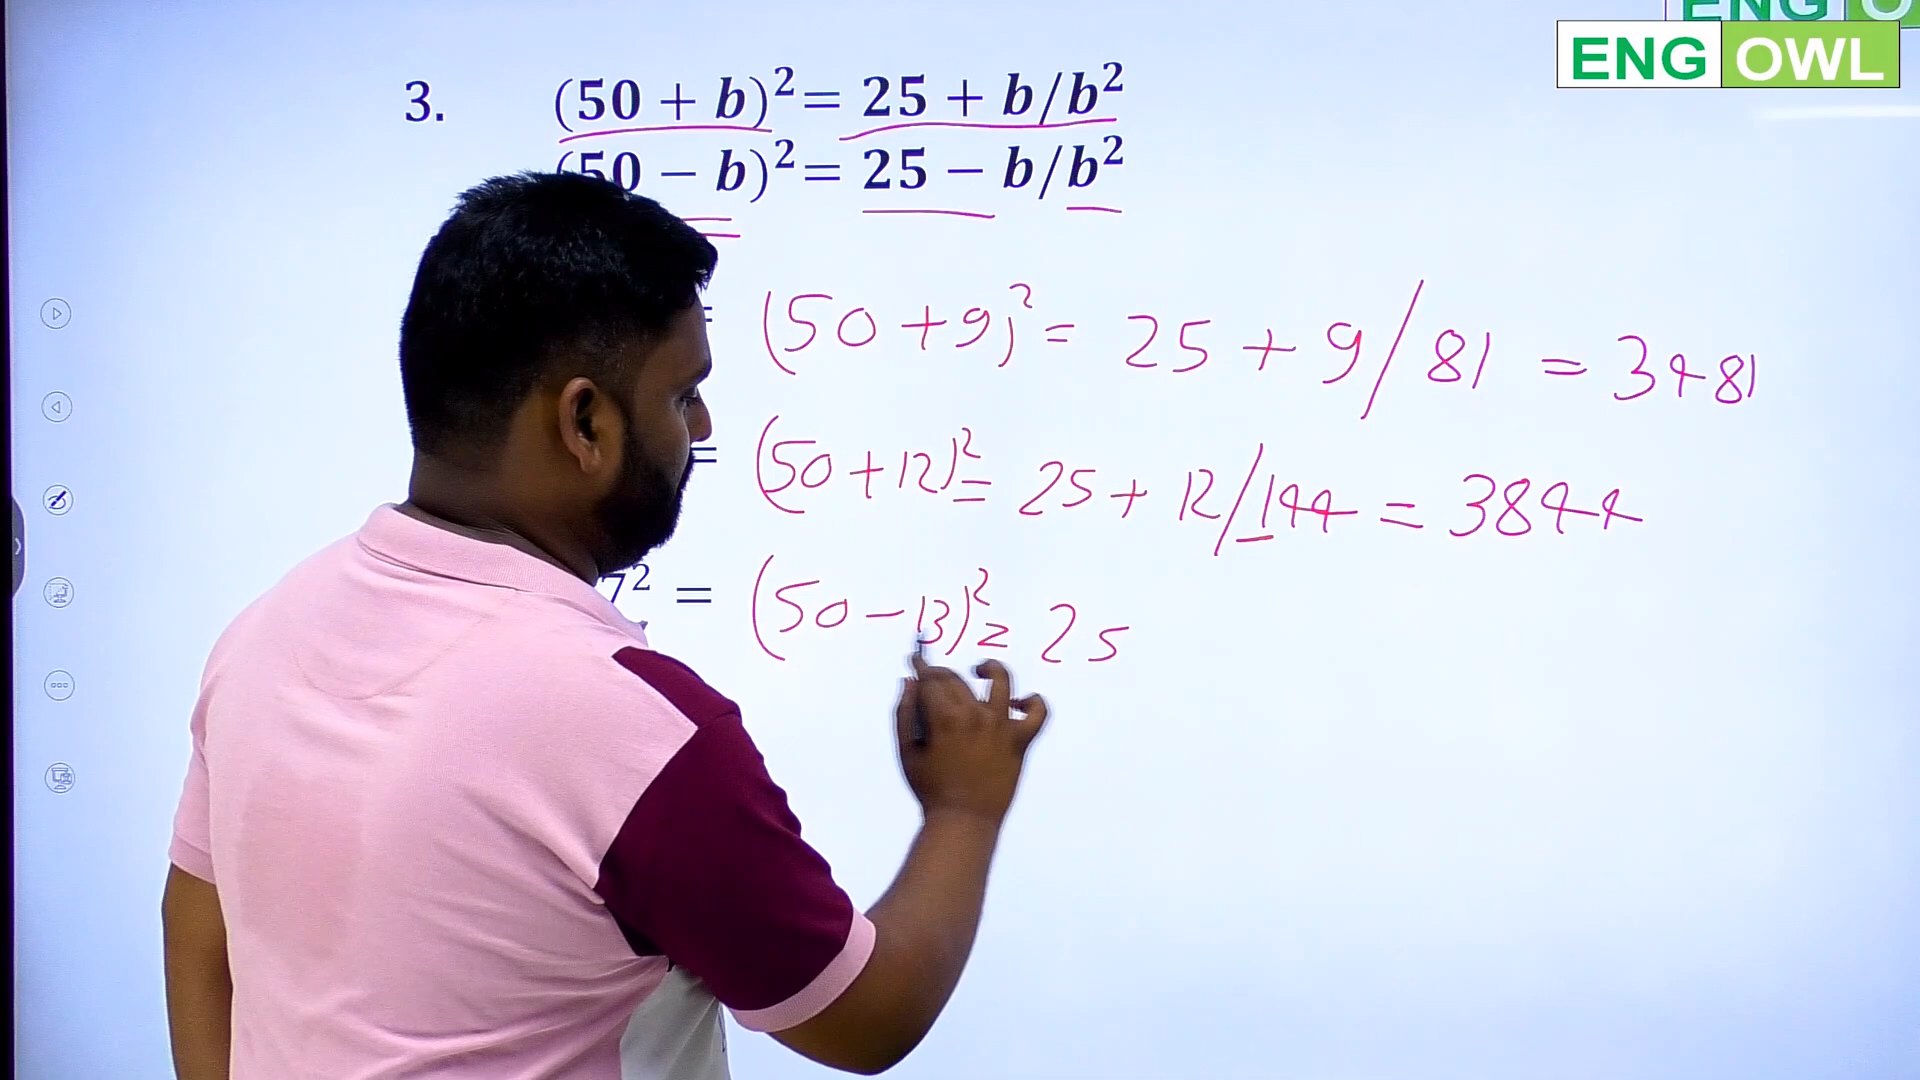 ENG O
ENG OWL
3. (50 + b)²= 25 + b/b²
(50 − b)²= 25 − b/b²
= (50 + 9)² = 25 + 9/81 = 3481
= (50 + 12)² = 25 + 12/144 = 3844
7² = (50 − 13)² = 25